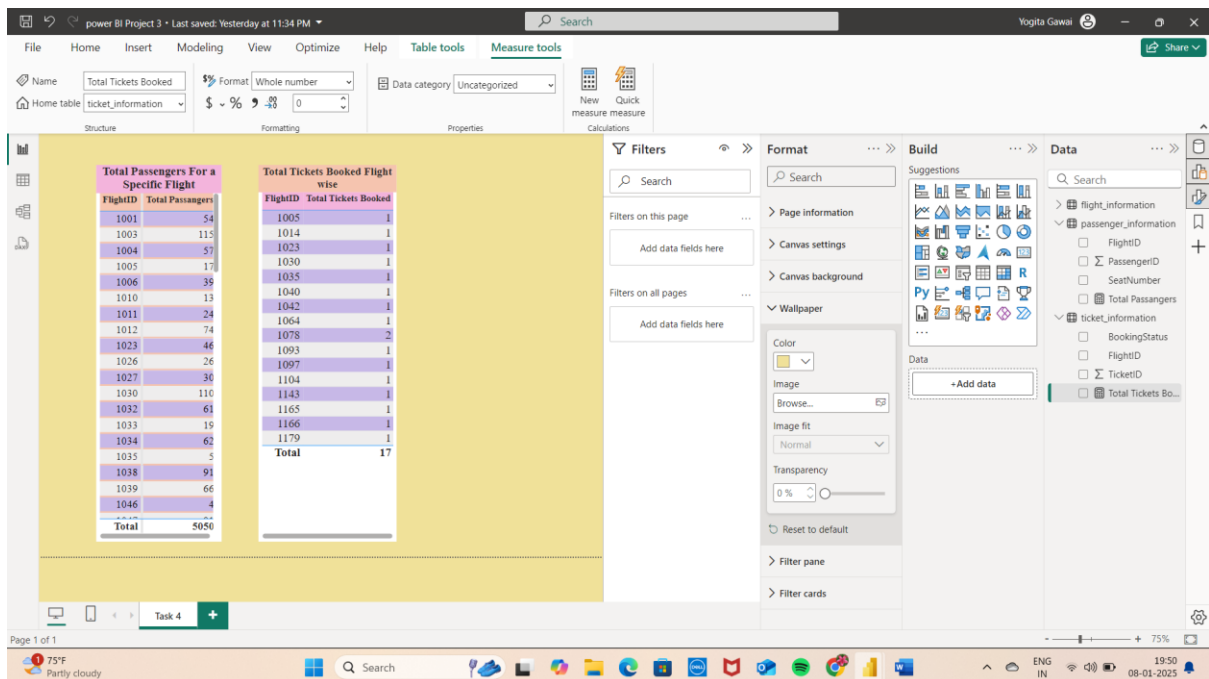 power BI Project 3 • Last saved: Yesterday at 11:34 PM
Search
Yogita Gawai
File Home Insert Modeling View Optimize Help Table tools Measure tools
Share
Name Total Tickets Booked
Home table ticket_information
Structure
$% Format Whole number
$ % 9 .00 0
Formatting
Data category Uncategorized
Properties
New measure
Quick measure
Calculations
Total Passengers For a
Specific Flight
FlightID Total Passangers
1001 54
1003 115
1004 57
1005 17
1006 39
1010 13
1011 24
1012 74
1023 46
1026 26
1027 30
1030 110
1032 61
1033 19
1034 62
1035 5
1038 91
1039 66
1046 4
Total 5050
Total Tickets Booked Flight
wise
FlightID Total Tickets Booked
1005 1
1014 1
1023 1
1030 1
1035 1
1040 1
1042 1
1064 1
1078 2
1093 1
1097 1
1104 1
1143 1
1165 1
1166 1
1179 1
Total 17
Filters
Search
Filters on this page ...
Add data fields here
Filters on all pages ...
Add data fields here
Format ...
Search
Page information
Canvas settings
Canvas background
Wallpaper
Color
Image
Browse...
Image fit
Normal
Transparency
0 %
Reset to default
Filter pane
Filter cards
Build ...
Suggestions
R
Py
...
Data
+Add data
Data ...
Search
flight_information
passenger_information
FlightID
Σ PassengerID
SeatNumber
Total Passangers
ticket_information
BookingStatus
FlightID
Σ TicketID
Total Tickets Bo...
Task 4 +
Page 1 of 1
- + 75%
1
75°F
Partly cloudy
Search
DELL
ENG
IN
19:50
08-01-2025